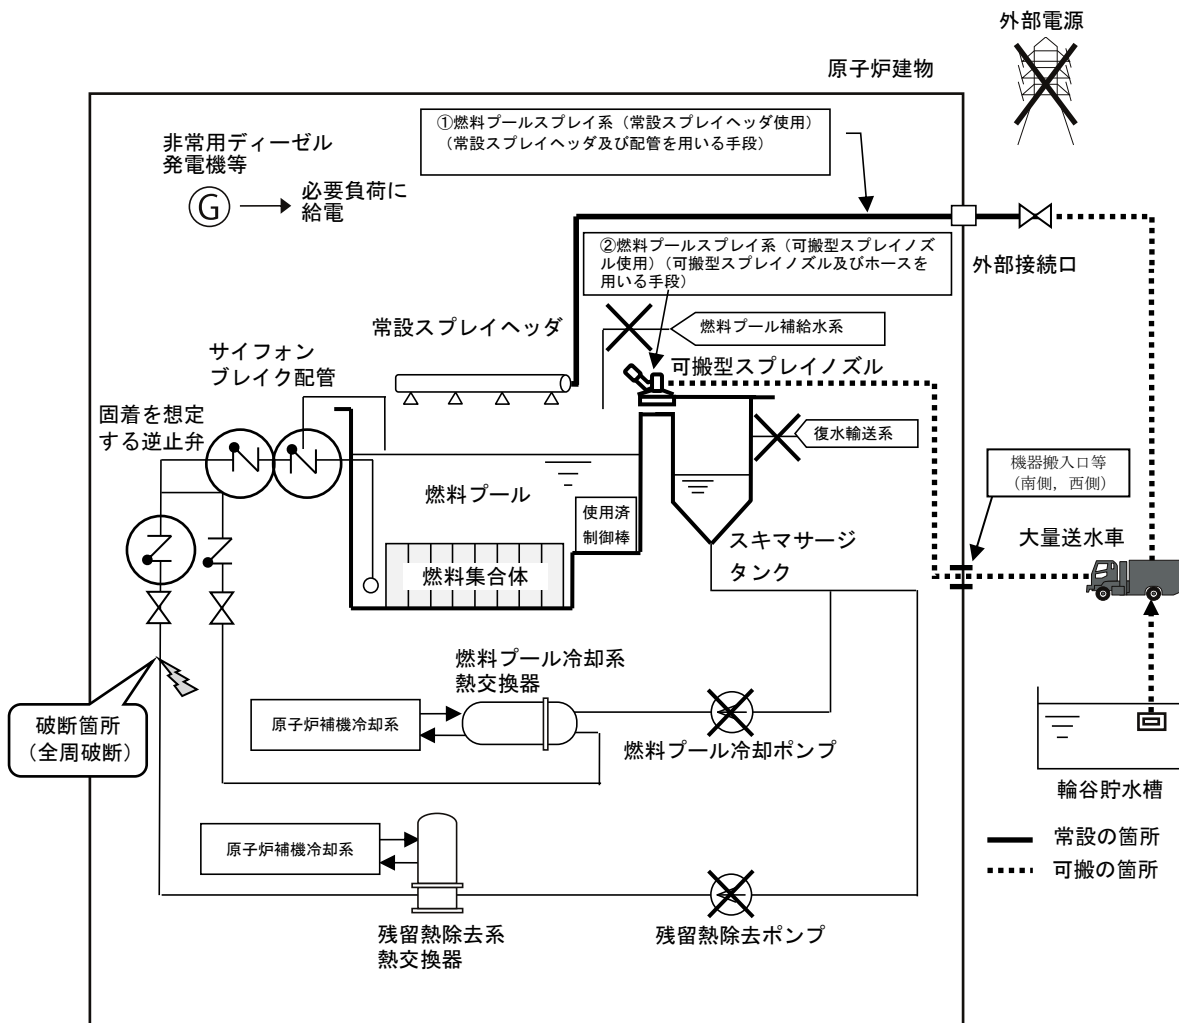 外部電源
原子炉建物
①燃料プールスプレイ系（常設スプレイヘッダ使用）
（常設スプレイヘッダ及び配管を用いる手段）
非常用ディーゼル
発電機等
G
必要負荷に
給電
②燃料プールスプレイ系（可搬型スプレイノズ
ル使用）（可搬型スプレイノズル及びホースを
用いる手段）
外部接続口
常設スプレイヘッダ
燃料プール補給水系
サイフォン
ブレイク配管
可搬型スプレイノズル
固着を想定
する逆止弁
復水輸送系
機器搬入口等
（南側，西側）
燃料プール
使用済
制御棒
大量送水車
スキマサージ
タンク
燃料集合体
燃料プール冷却系
熱交換器
破断箇所
（全周破断）
原子炉補機冷却系
燃料プール冷却ポンプ
輪谷貯水槽
原子炉補機冷却系
常設の箇所
可搬の箇所
残留熱除去系
熱交換器
残留熱除去ポンプ